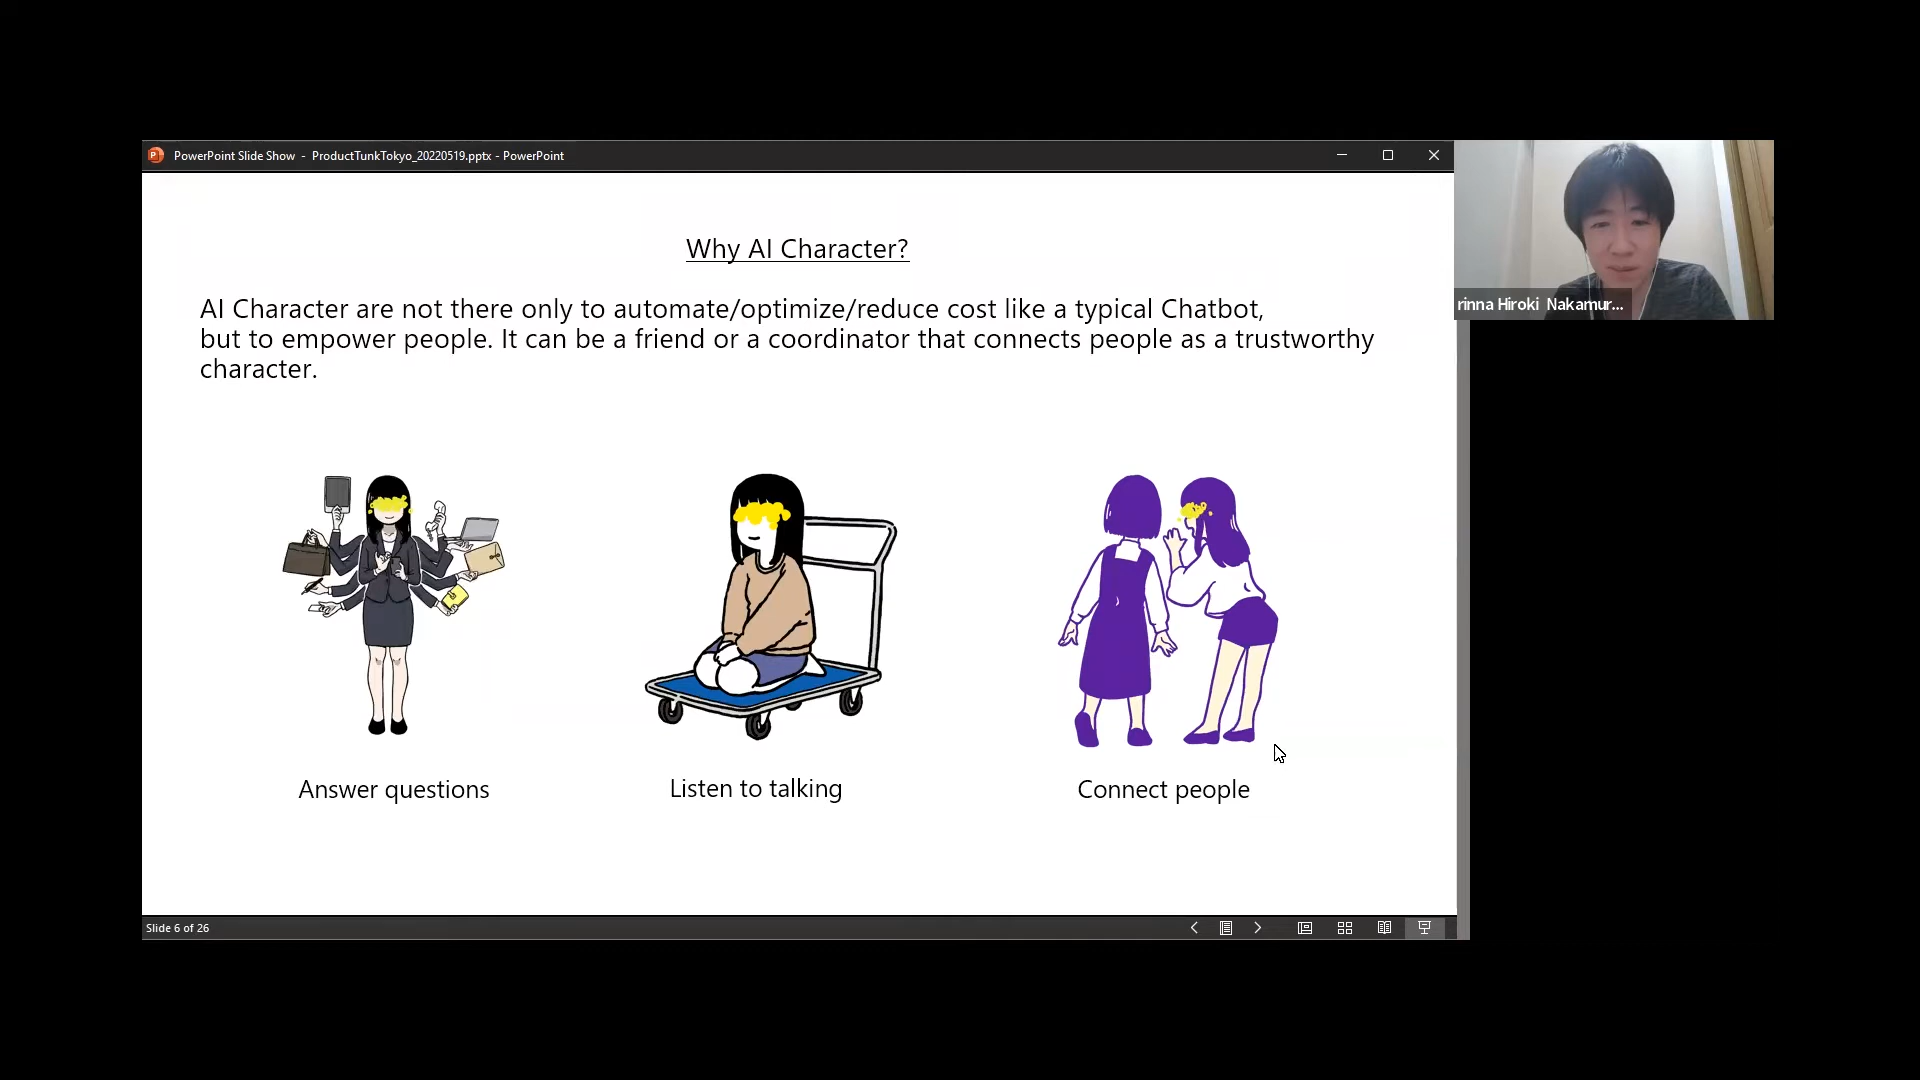 PowerPoint Slide Show - ProductTunkTokyo_20220519.pptx - PowerPoint
Why AI Character?
AI Character are not there only to automate/optimize/reduce cost like a typical Chatbot,
but to empower people. It can be a friend or a coordinator that connects people as a trustworthy
character.
Answer questions
Listen to talking
Connect people
Slide 6 of 26
rinna Hiroki Nakamur...